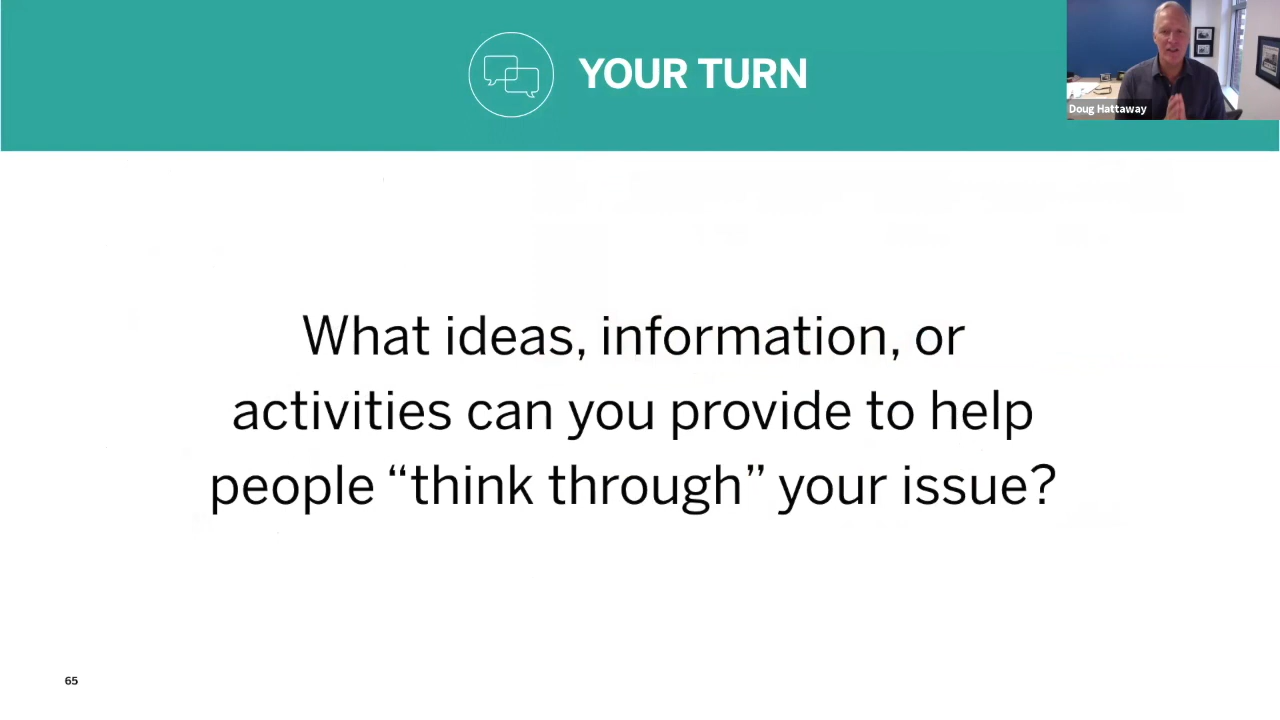 YOUR TURN
Doug Hattaway
What ideas, information, or
activities can you provide to help
people “think through” your issue?
65